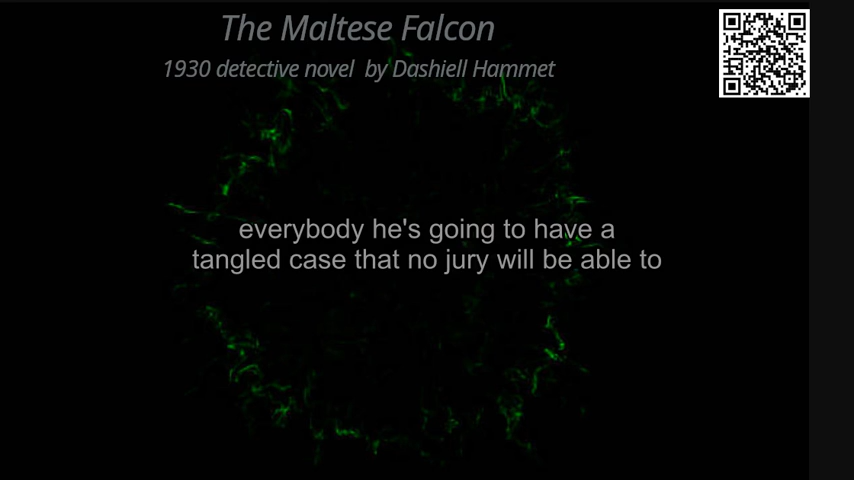 The Maltese Falcon
1930 detective novel by Dashiell Hammet
everybody he's going to have a
tangled case that no jury will be able to